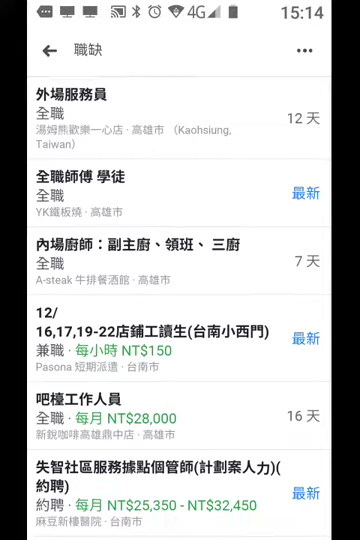 4G 15:14
職缺
外場服務員
全職
12 天
湯姆熊歡樂一心店 · 高雄市 （Kaohsiung,
Taiwan）
全職師傅 學徒
全職
最新
YK鐵板燒 · 高雄市
內場廚師：副主廚、領班、 三廚
全職
7 天
A-steak 牛排餐酒館 · 高雄市
12/
16,17,19-22店鋪工讀生(台南小西門)
兼職 · 每小時 NT$150
最新
Pasona 短期派遣 · 台南市
吧檯工作人員
全職 · 每月 NT$28,000
16 天
新銳咖啡高雄鼎中店 · 高雄市
失智社區服務據點個管師(計劃案人力)(
約聘)
約聘 · 每月 NT$25,350 - NT$32,450
最新
麻豆新樓醫院 · 台南市